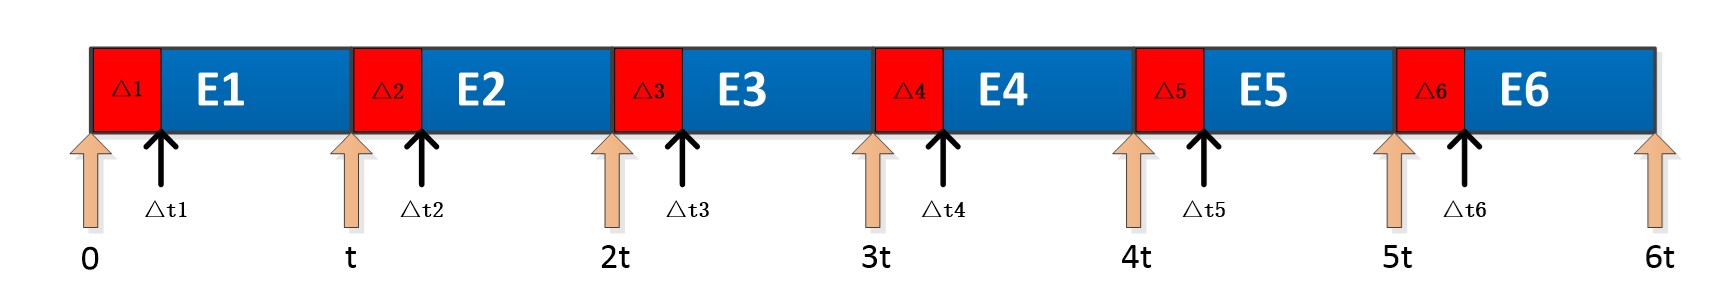 △1 E1 △2 E2 △3 E3 △4 E4 △5 E5 △6 E6
△t1 △t2 △t3 △t4 △t5 △t6
0 t 2t 3t 4t 5t 6t